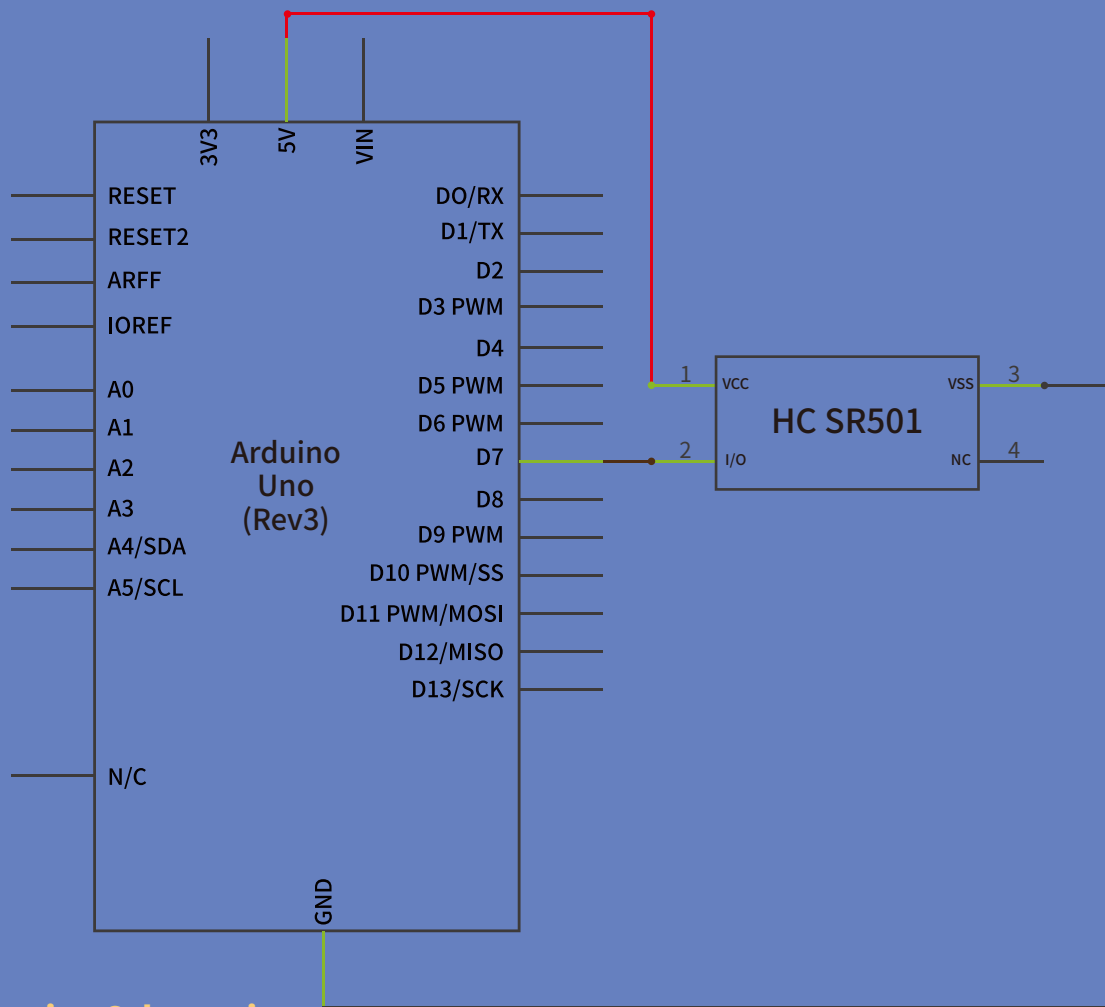 3V3
5V
VIN
RESET
RESET2
ARFF
IOREF
A0
A1
A2
A3
A4/SDA
A5/SCL
N/C
Arduino
Uno
(Rev3)
DO/RX
D1/TX
D2
D3 PWM
D4
D5 PWM
D6 PWM
D7
D8
D9 PWM
D10 PWM/SS
D11 PWM/MOSI
D12/MISO
D13/SCK
GND
1
VCC
VSS
3
HC SR501
2
I/O
NC
4